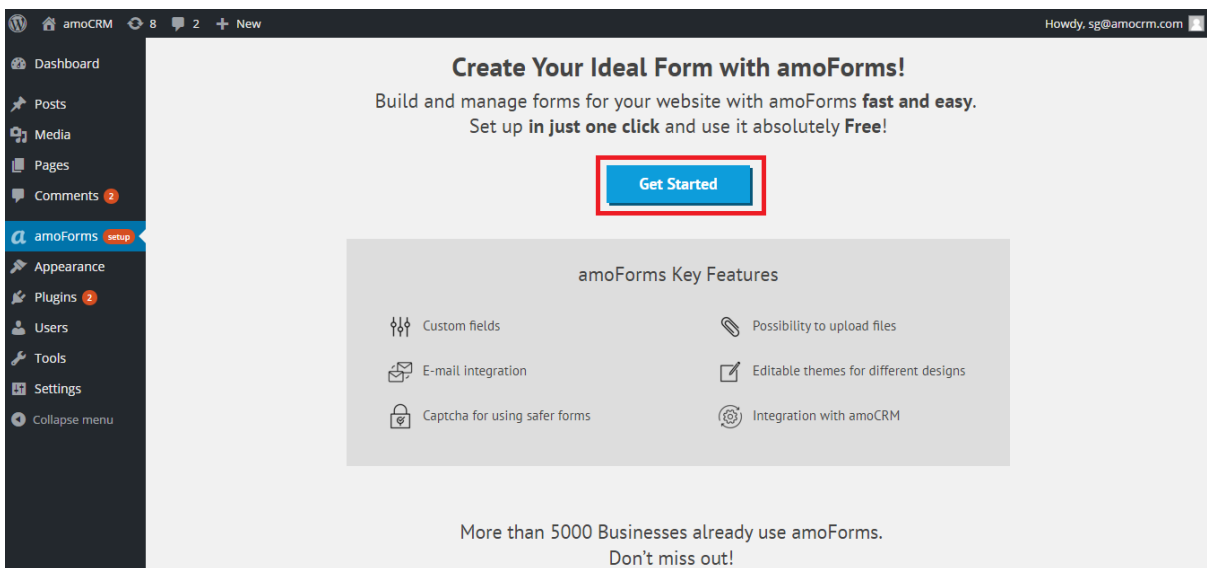 amoCRM 8 2 + New Howdy, sg@amocrm.com
Dashboard
Posts
Media
Pages
Comments 2
amoForms setup
Appearance
Plugins 2
Users
Tools
Settings
Collapse menu
Create Your Ideal Form with amoForms!
Build and manage forms for your website with amoForms fast and easy.
Set up in just one click and use it absolutely Free!
Get Started
amoForms Key Features
Custom fields
Possibility to upload files
E-mail integration
Editable themes for different designs
Captcha for using safer forms
Integration with amoCRM
More than 5000 Businesses already use amoForms.
Don't miss out!